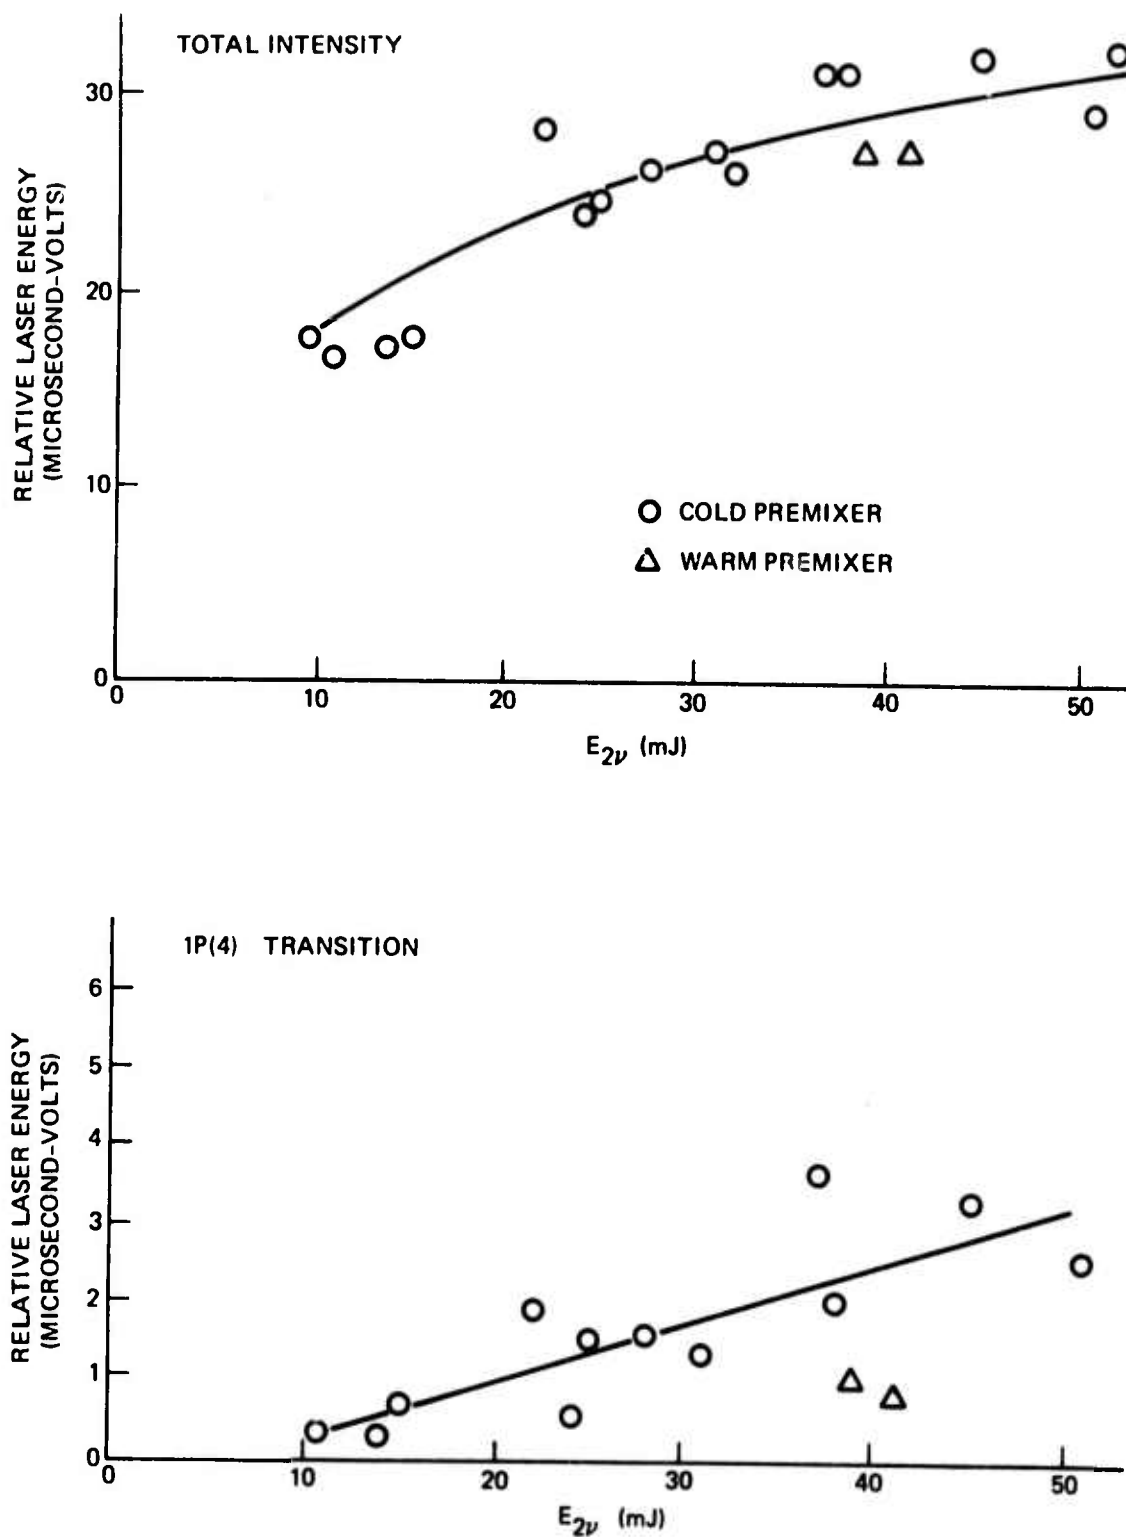 TOTAL INTENSITY
30
20
10
0
RELATIVE LASER ENERGY
(MICROSECOND-VOLTS)
COLD PREMIXER
WARM PREMIXER
0 10 20 30 40 50
E2ν (mJ)
1P(4) TRANSITION
6
5
4
3
2
1
0
RELATIVE LASER ENERGY
(MICROSECOND-VOLTS)
0 10 20 30 40 50
E2ν (mJ)